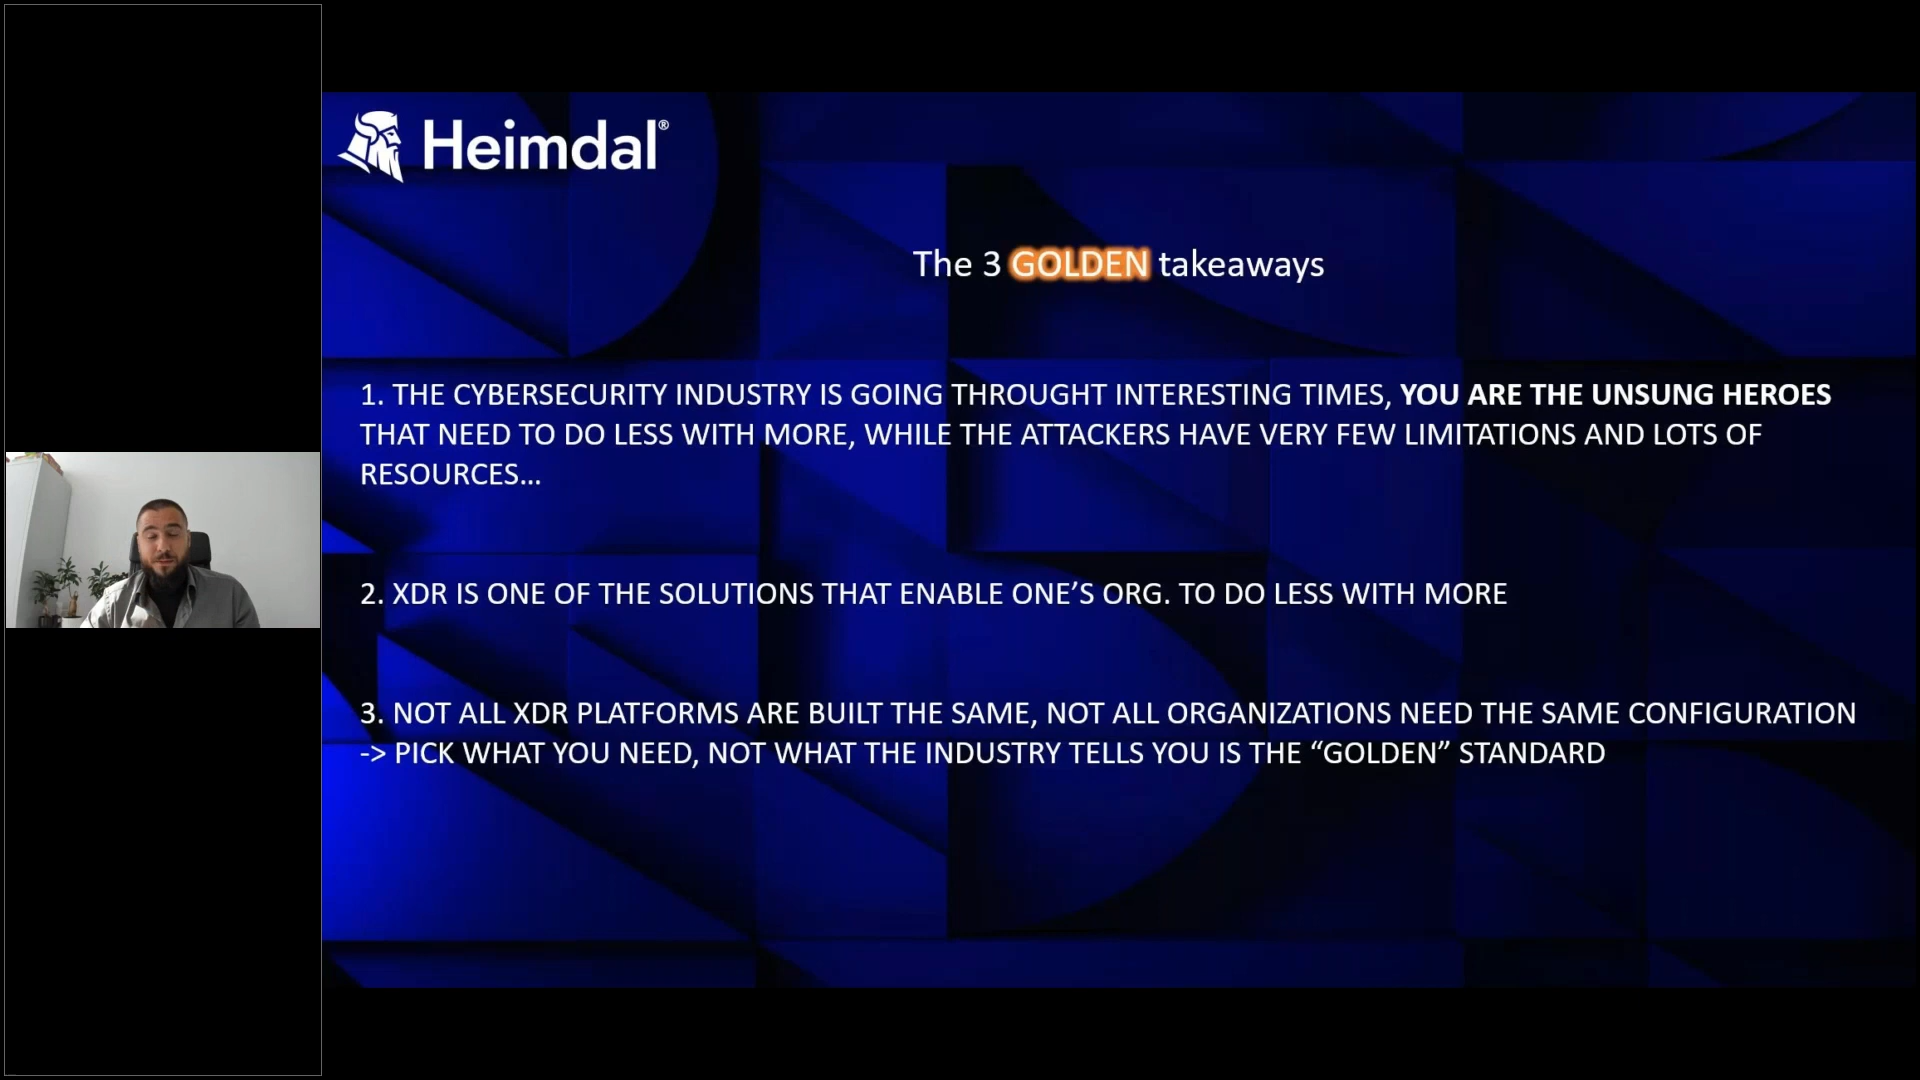 Heimdal®
The 3 GOLDEN takeaways
1. THE CYBERSECURITY INDUSTRY IS GOING THROUGHT INTERESTING TIMES, YOU ARE THE UNSUNG HEROES
THAT NEED TO DO LESS WITH MORE, WHILE THE ATTACKERS HAVE VERY FEW LIMITATIONS AND LOTS OF
RESOURCES...
2. XDR IS ONE OF THE SOLUTIONS THAT ENABLE ONE’S ORG. TO DO LESS WITH MORE
3. NOT ALL XDR PLATFORMS ARE BUILT THE SAME, NOT ALL ORGANIZATIONS NEED THE SAME CONFIGURATION
-> PICK WHAT YOU NEED, NOT WHAT THE INDUSTRY TELLS YOU IS THE “GOLDEN” STANDARD